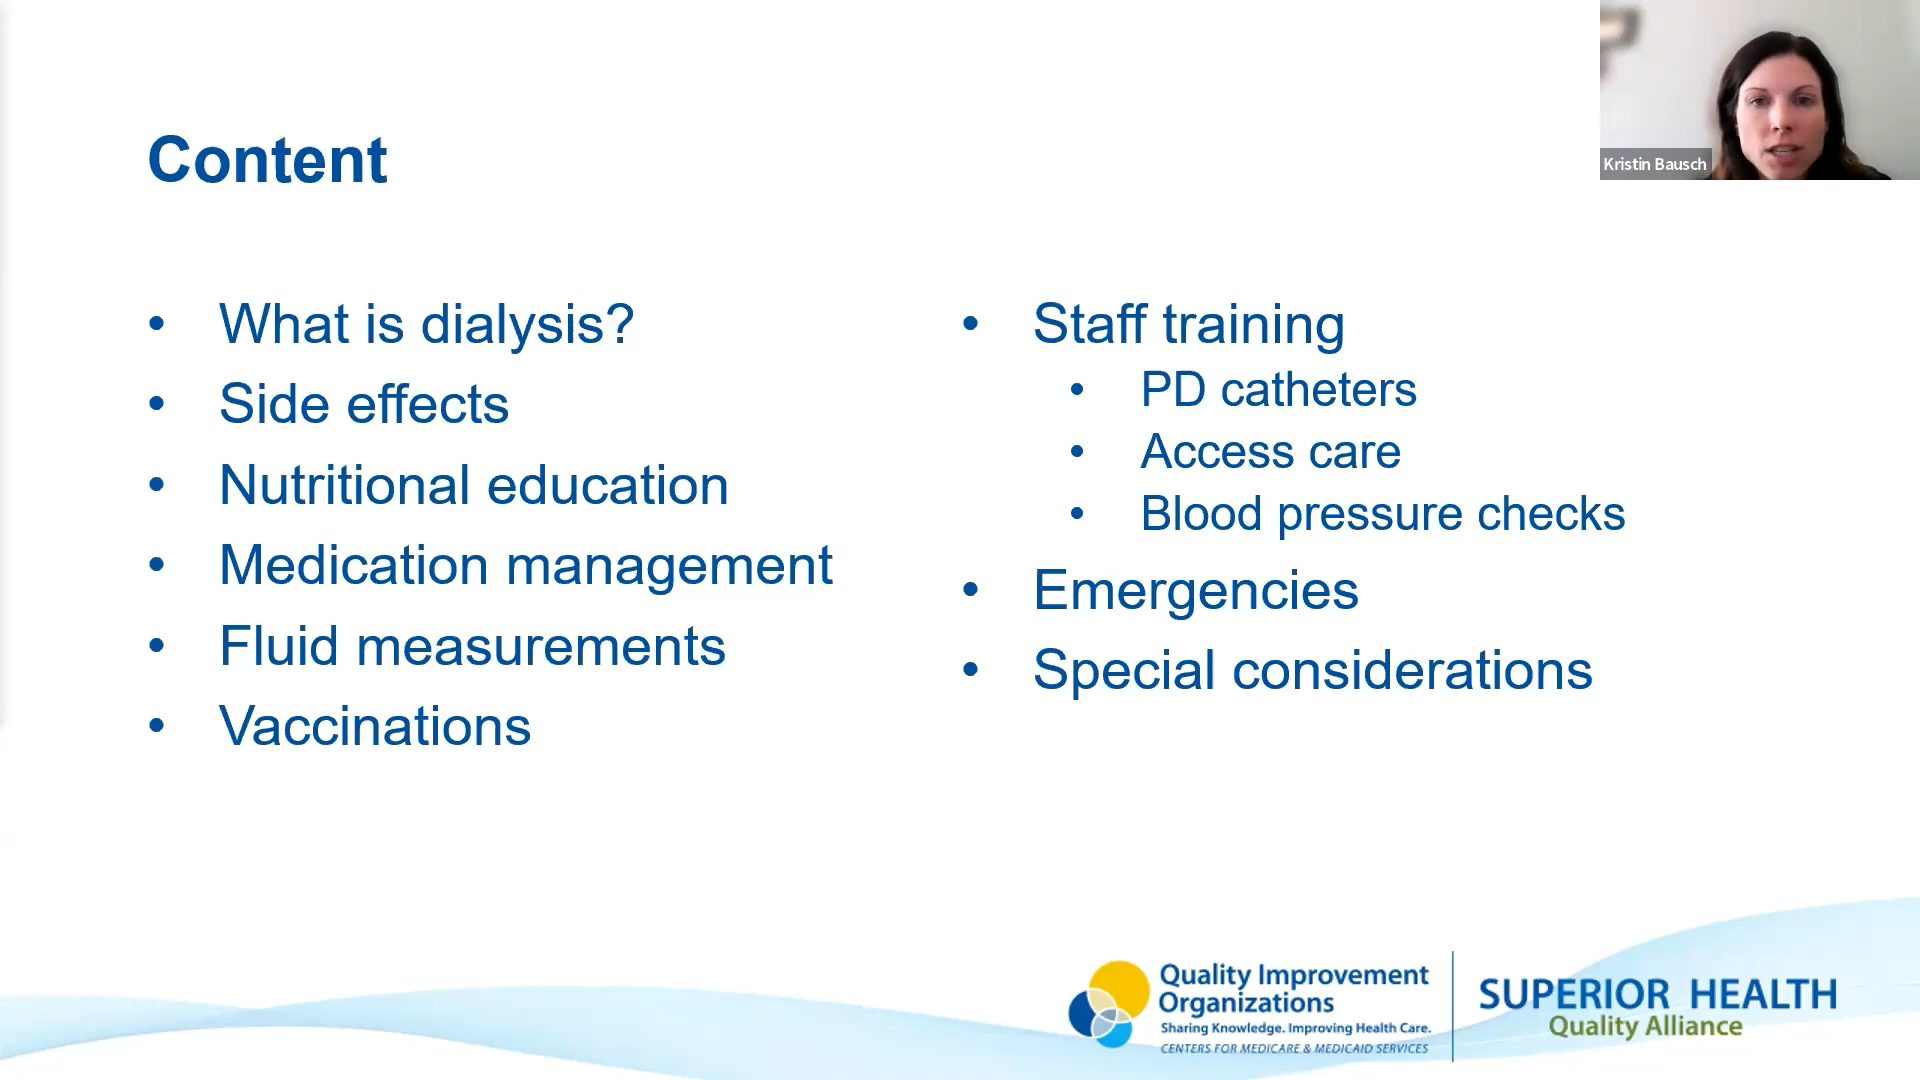 Content
• What is dialysis?
• Side effects
• Nutritional education
• Medication management
• Fluid measurements
• Vaccinations
• Staff training
• PD catheters
• Access care
• Blood pressure checks
• Emergencies
• Special considerations
Kristin Bausch
Quality Improvement
Organizations
Sharing Knowledge. Improving Health Care.
CENTERS FOR MEDICARE & MEDICAID SERVICES
SUPERIOR HEALTH
Quality Alliance